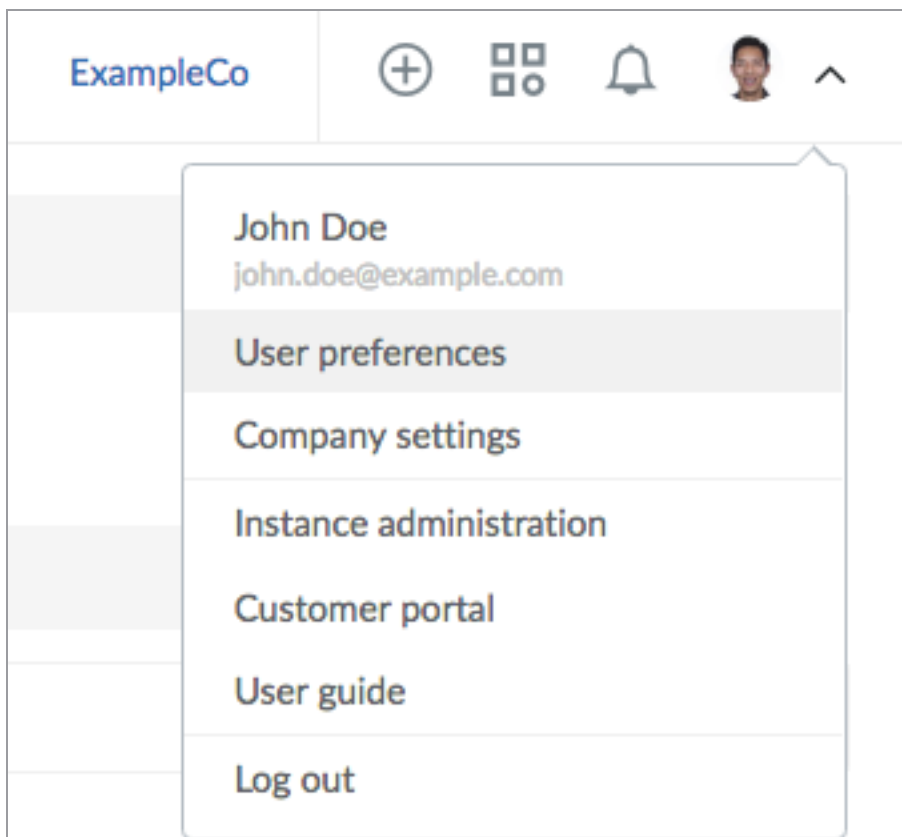 ExampleCo
John Doe
john.doe@example.com
User preferences
Company settings
Instance administration
Customer portal
User guide
Log out